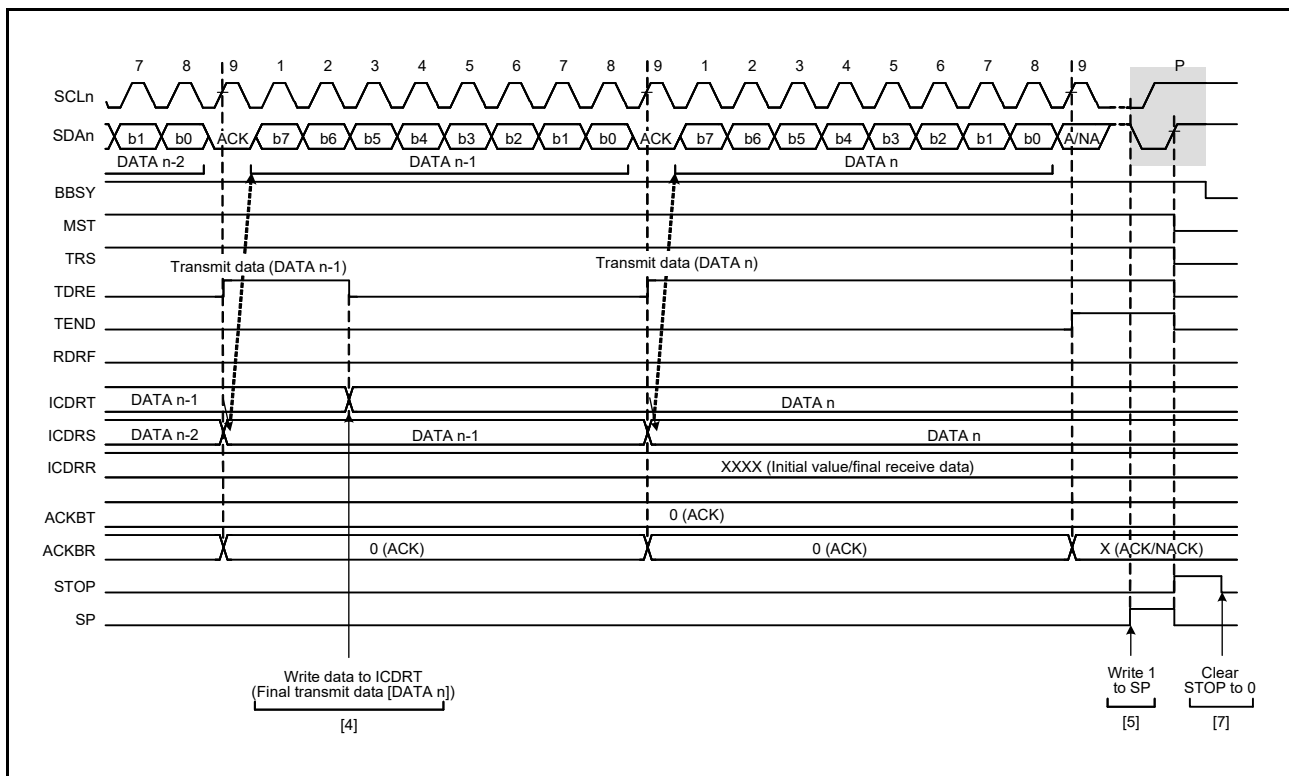 7 8 9 1 2 3 4 5 6 7 8 9 1 2 3 4 5 6 7 8 9 P
SCLn
SDAn b1 b0 ACK b7 b6 b5 b4 b3 b2 b1 b0 ACK b7 b6 b5 b4 b3 b2 b1 b0 A/NA
DATA n-2 DATA n-1 DATA n
BBSY
MST
TRS
Transmit data (DATA n-1) Transmit data (DATA n)
TDRE
TEND
RDRF
ICDRT DATA n-1 DATA n
ICDRS DATA n-2 DATA n-1 DATA n
ICDRR XXXX (Initial value/final receive data)
ACKBT 0 (ACK)
ACKBR 0 (ACK) 0 (ACK) X (ACK/NACK)
STOP
SP
Write data to ICDRT
(Final transmit data [DATA n])
[4]
Write 1
to SP
[5]
Clear
STOP to 0
[7]